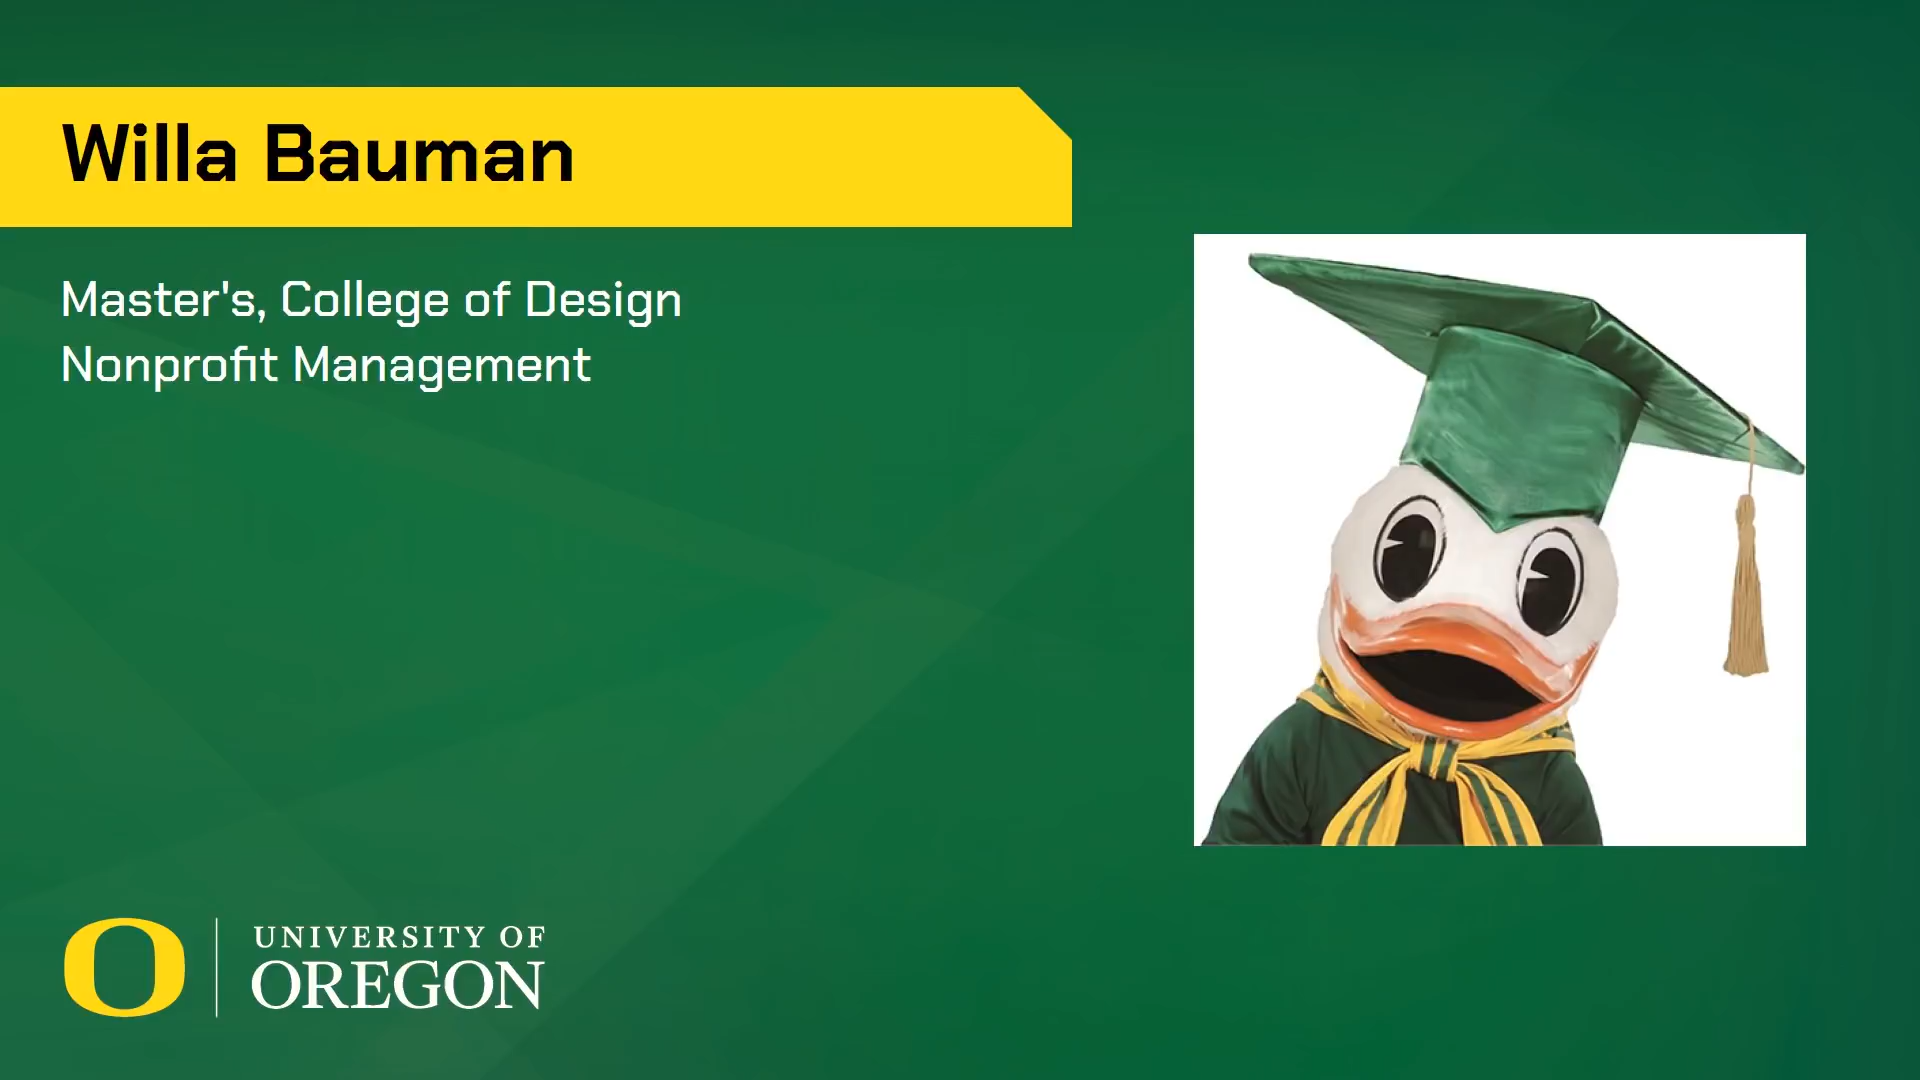 Willa Bauman
Master's, College of Design
Nonprofit Management
O
UNIVERSITY OF
OREGON